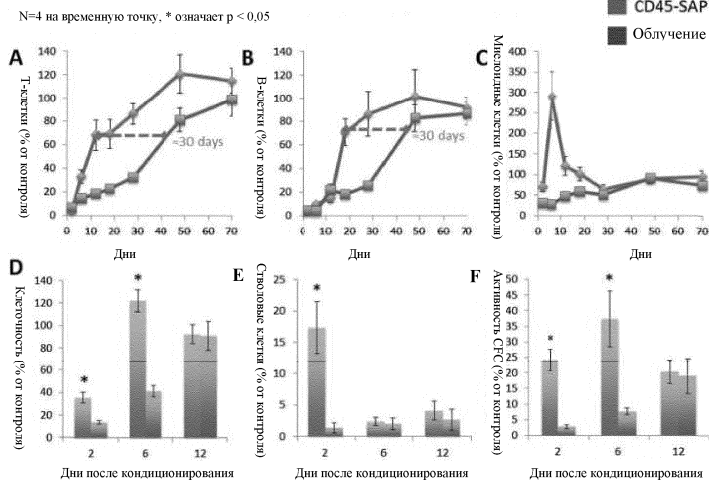 N=4 на временную точку, * означает p < 0,05
CD45-SAP
Облучение
A
Т-клетки (% от контроля)
140
120
100
80
60
40
20
0
≈30 days
0 10 20 30 40 50 60 70
Дни
B
В-клетки (% от контроля)
140
120
100
80
60
40
20
0
≈30 days
0 10 20 30 40 50 60 70
Дни
C
Миелоидные клетки (% от контроля)
400
350
300
250
200
150
100
50
0
0 10 20 30 40 50 60 70
Дни
D
Клеточность (% от контроля)
140
120
100
80
60
40
20
0
*
*
2 6 12
Дни после кондиционирования
E
Стволовые клетки (% от контроля)
25
20
15
10
5
0
*
2 6 12
Дни после кондиционирования
F
Активность CFC (% от контроля)
50
45
40
35
30
25
20
15
10
5
0
*
*
2 6 12
Дни после кондиционирования